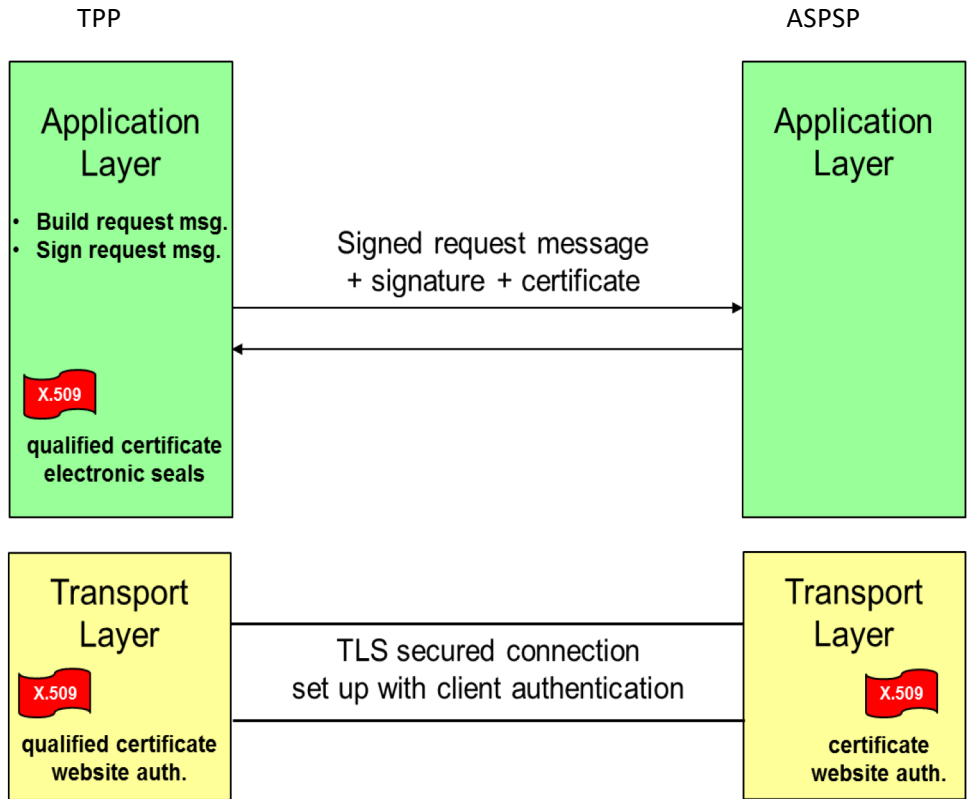 TPP
ASPSP
Application
Layer
• Build request msg.
• Sign request msg.
X.509
qualified certificate
electronic seals
Signed request message
+ signature + certificate
Application
Layer
Transport
Layer
X.509
qualified certificate
website auth.
TLS secured connection
set up with client authentication
Transport
Layer
X.509
certificate
website auth.